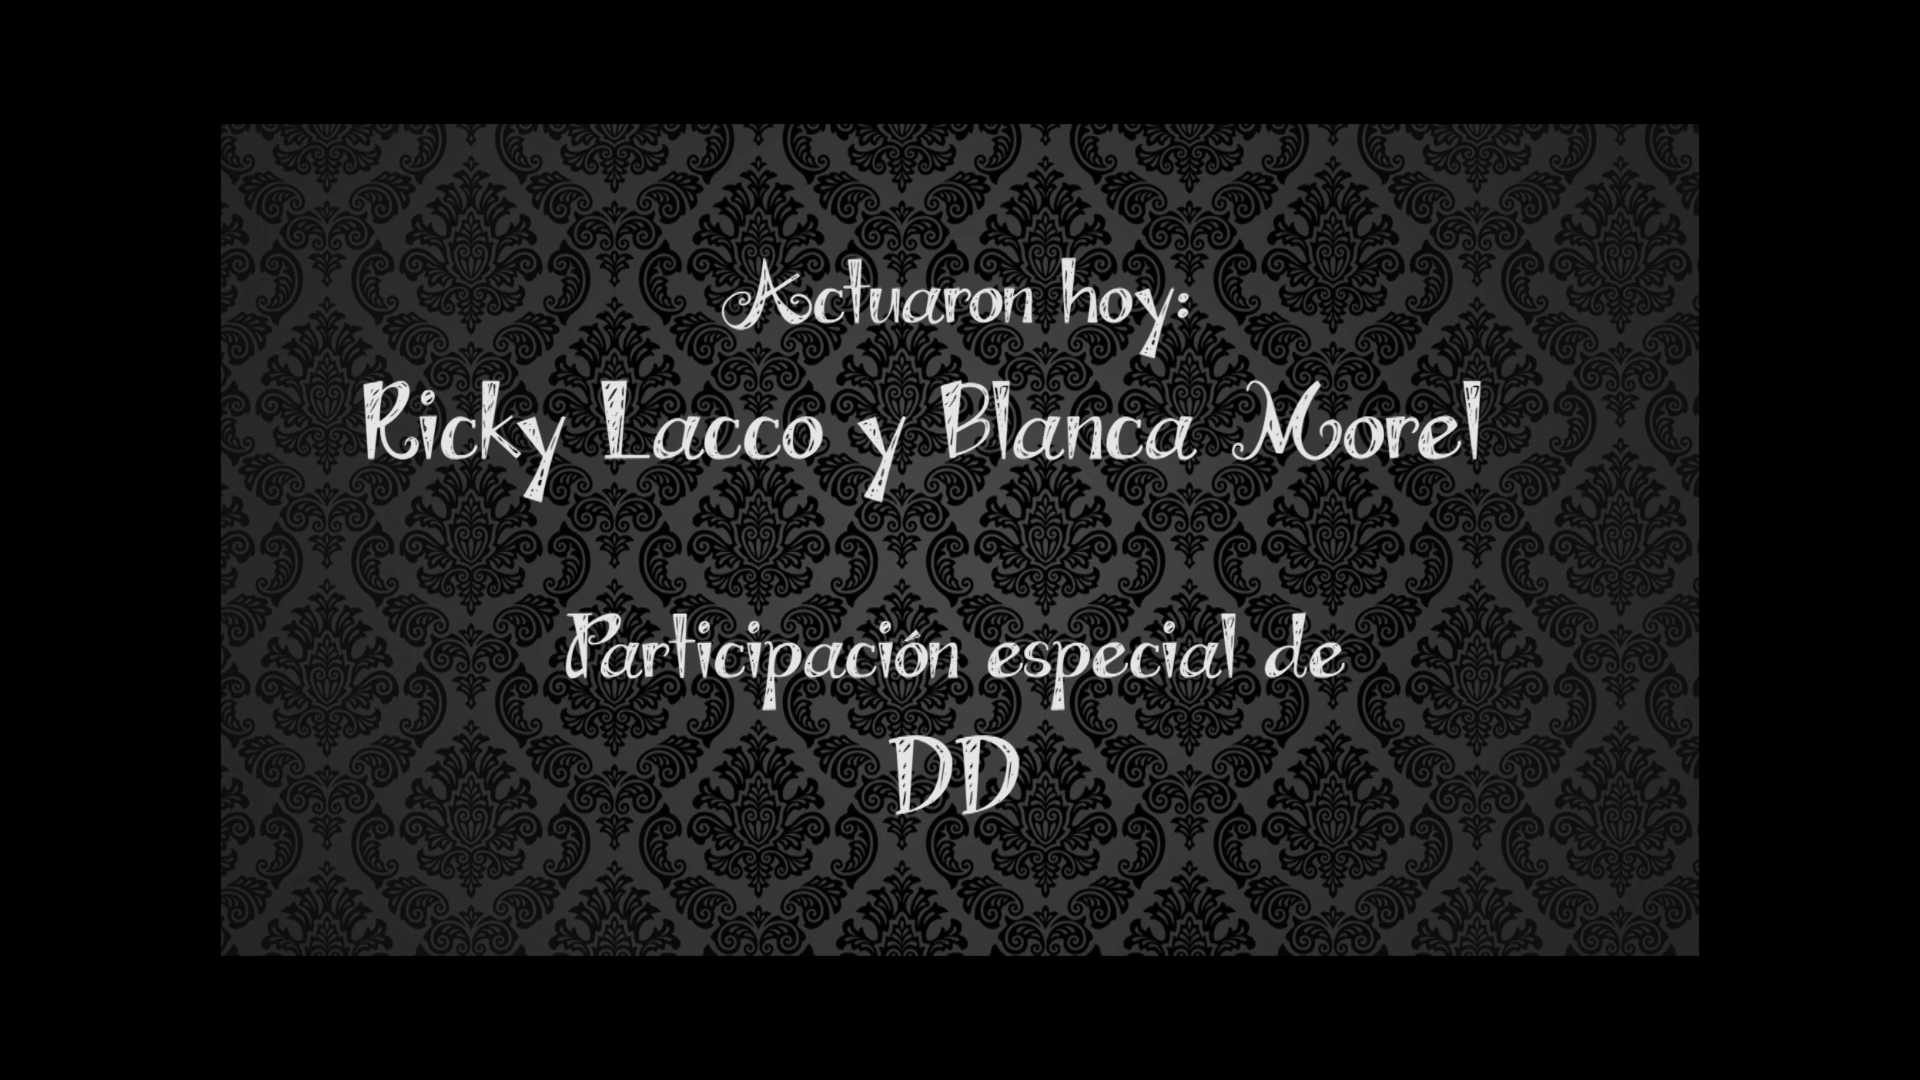 Actuaron hoy:
Ricky Lacco y Blanca Morel
Participación especial de
DD